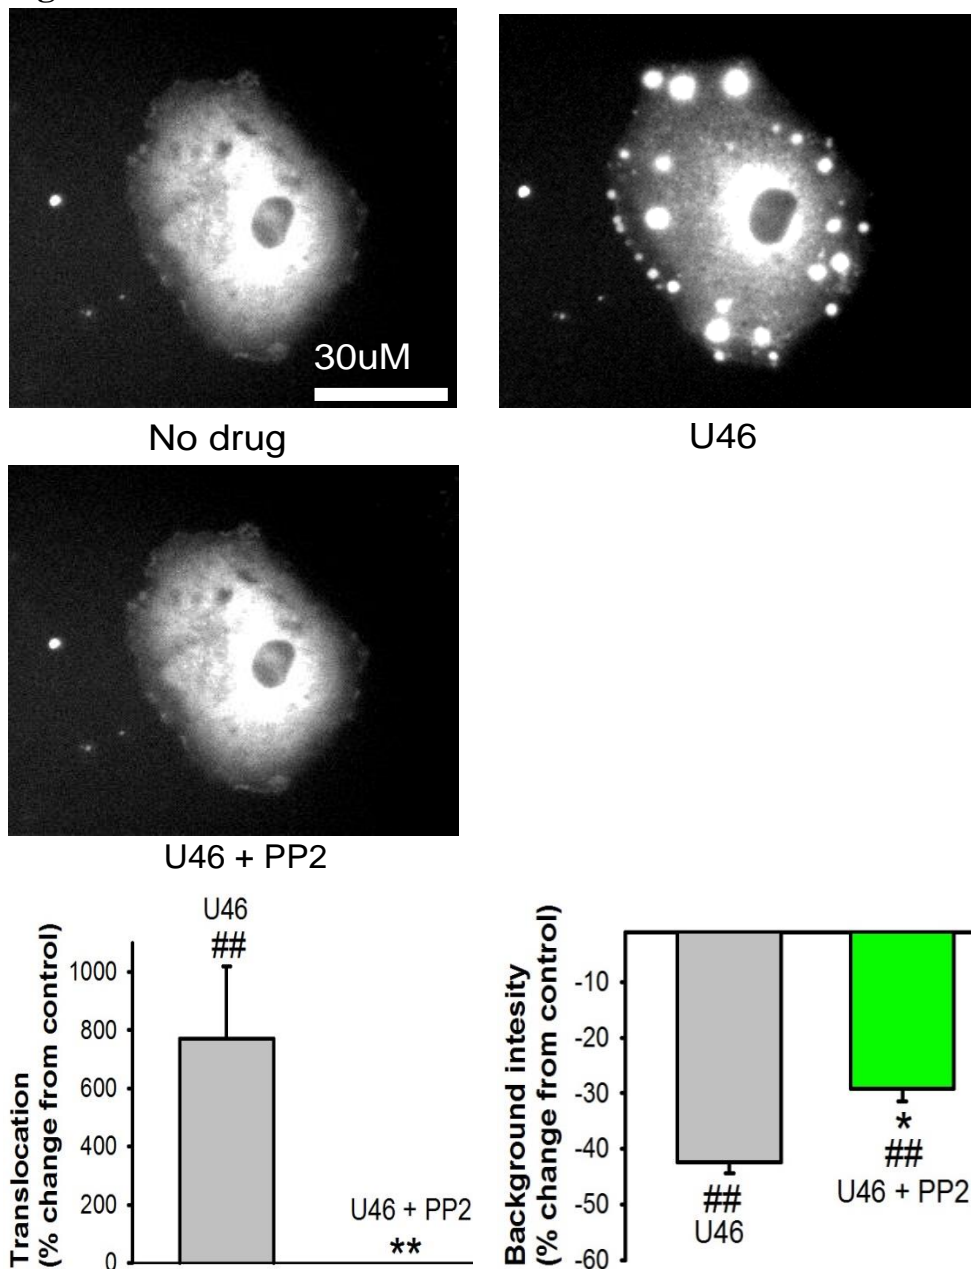 30uM
No drug
U46
U46 + PP2
U46
##
Translocation
(% change from control)
1000
800
600
400
200
0
U46 + PP2
**
Background intesity
(% change from control)
-10
-20
-30
-40
-50
-60
##
U46
*
##
U46 + PP2